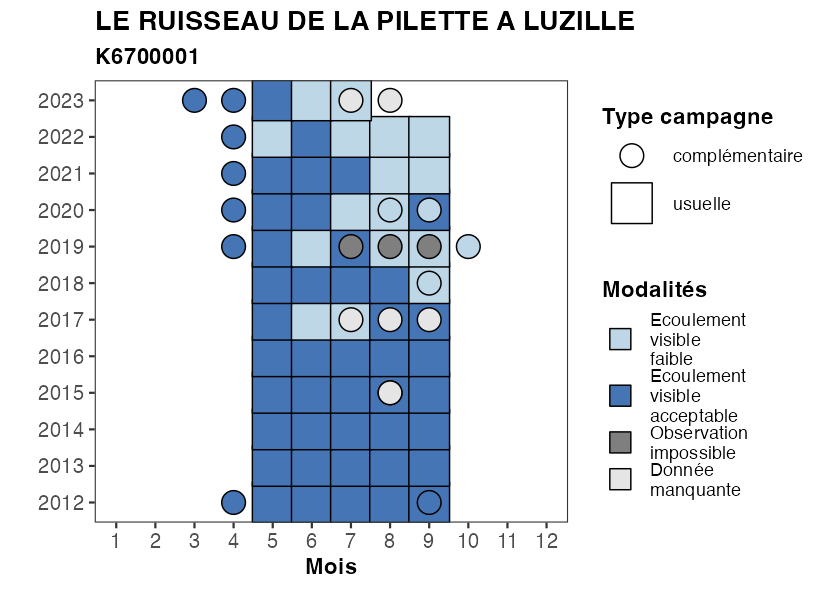 LE RUISSEAU DE LA PILETTE A LUZILLE
K6700001
2023
2022
2021
2020
2019
2018
2017
2016
2015
2014
2013
2012
1 2 3 4 5 6 7 8 9 10 11 12
Mois
Type campagne
complémentaire
usuelle
Modalités
Ecoulement
visible
faible
Ecoulement
visible
acceptable
Observation
impossible
Donnée
manquante